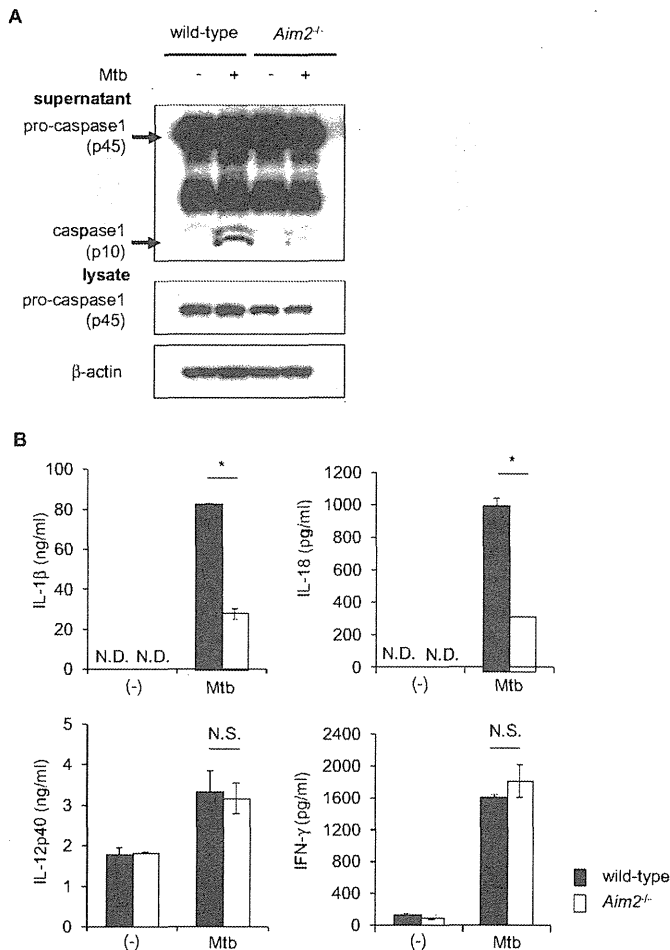 A
wild-type Aim2-/-
Mtb - + - +
supernatant
pro-caspase1
(p45)
caspase1
(p10)
lysate
pro-caspase1
(p45)
β-actin
B
IL-1β (ng/ml)
100
80
60
40
20
0
*
N.D. N.D.
(-) Mtb
IL-18 (pg/ml)
1200
1000
800
600
400
200
0
*
N.D. N.D.
(-) Mtb
IL-12p40 (ng/ml)
5
4
3
2
1
0
N.S.
(-) Mtb
IFN-γ (pg/ml)
2400
2000
1600
1200
800
400
0
N.S.
(-) Mtb
wild-type
Aim2-/-